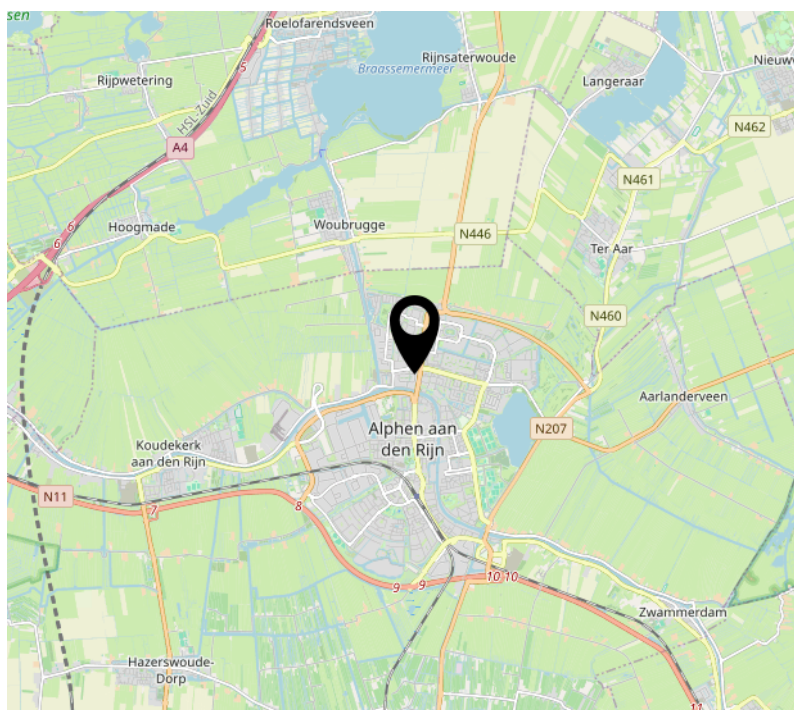 Roelofarendsveen
Rijnsaterwoude
Braassemermeer
Nieuw
Rijpwetering
Langeraar
5
HSL-Zuid
A4
N462
N461
6
6
Hoogmade
Woubrugge
N446
Ter Aar
N460
Aarlanderveen
Alphen aan
den Rijn
N207
Koudekerk
aan den Rijn
N11
7
8
9
9
10
10
Zwammerdam
Hazerswoude-
Dorp
11